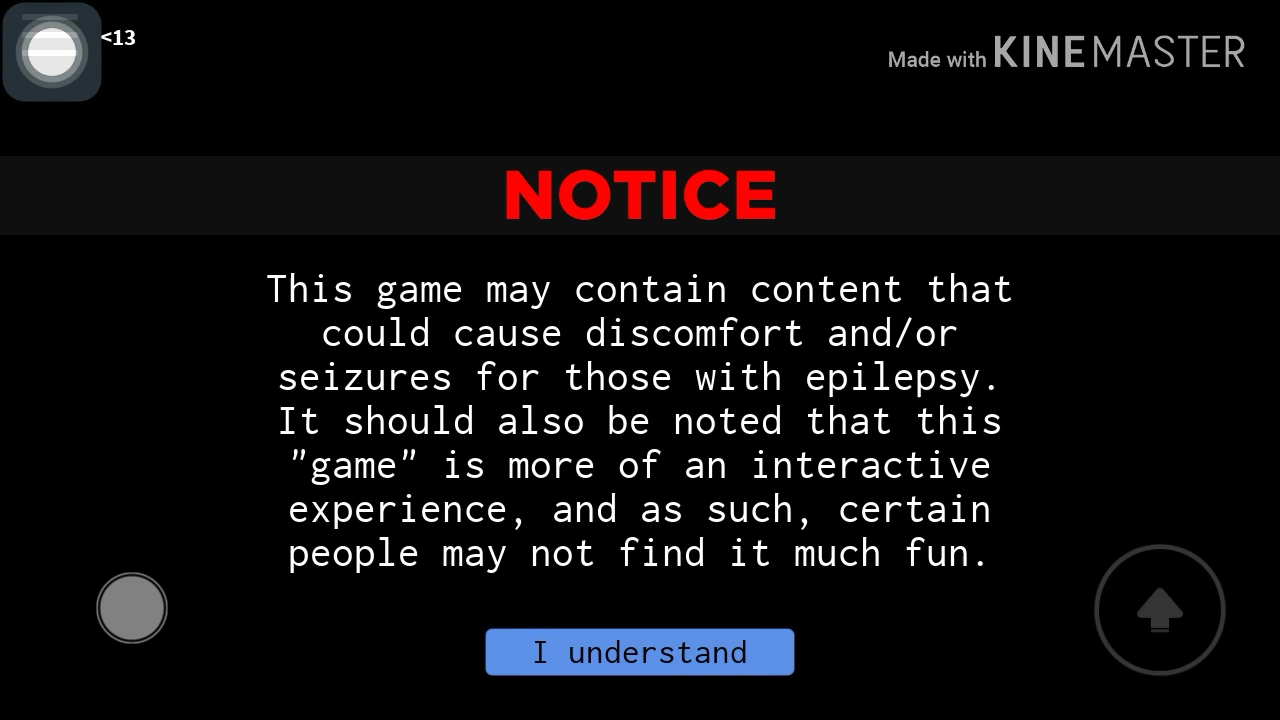 <13
Made with KINEMASTER
NOTICE
This game may contain content that
could cause discomfort and/or
seizures for those with epilepsy.
It should also be noted that this
"game" is more of an interactive
experience, and as such, certain
people may not find it much fun.
I understand